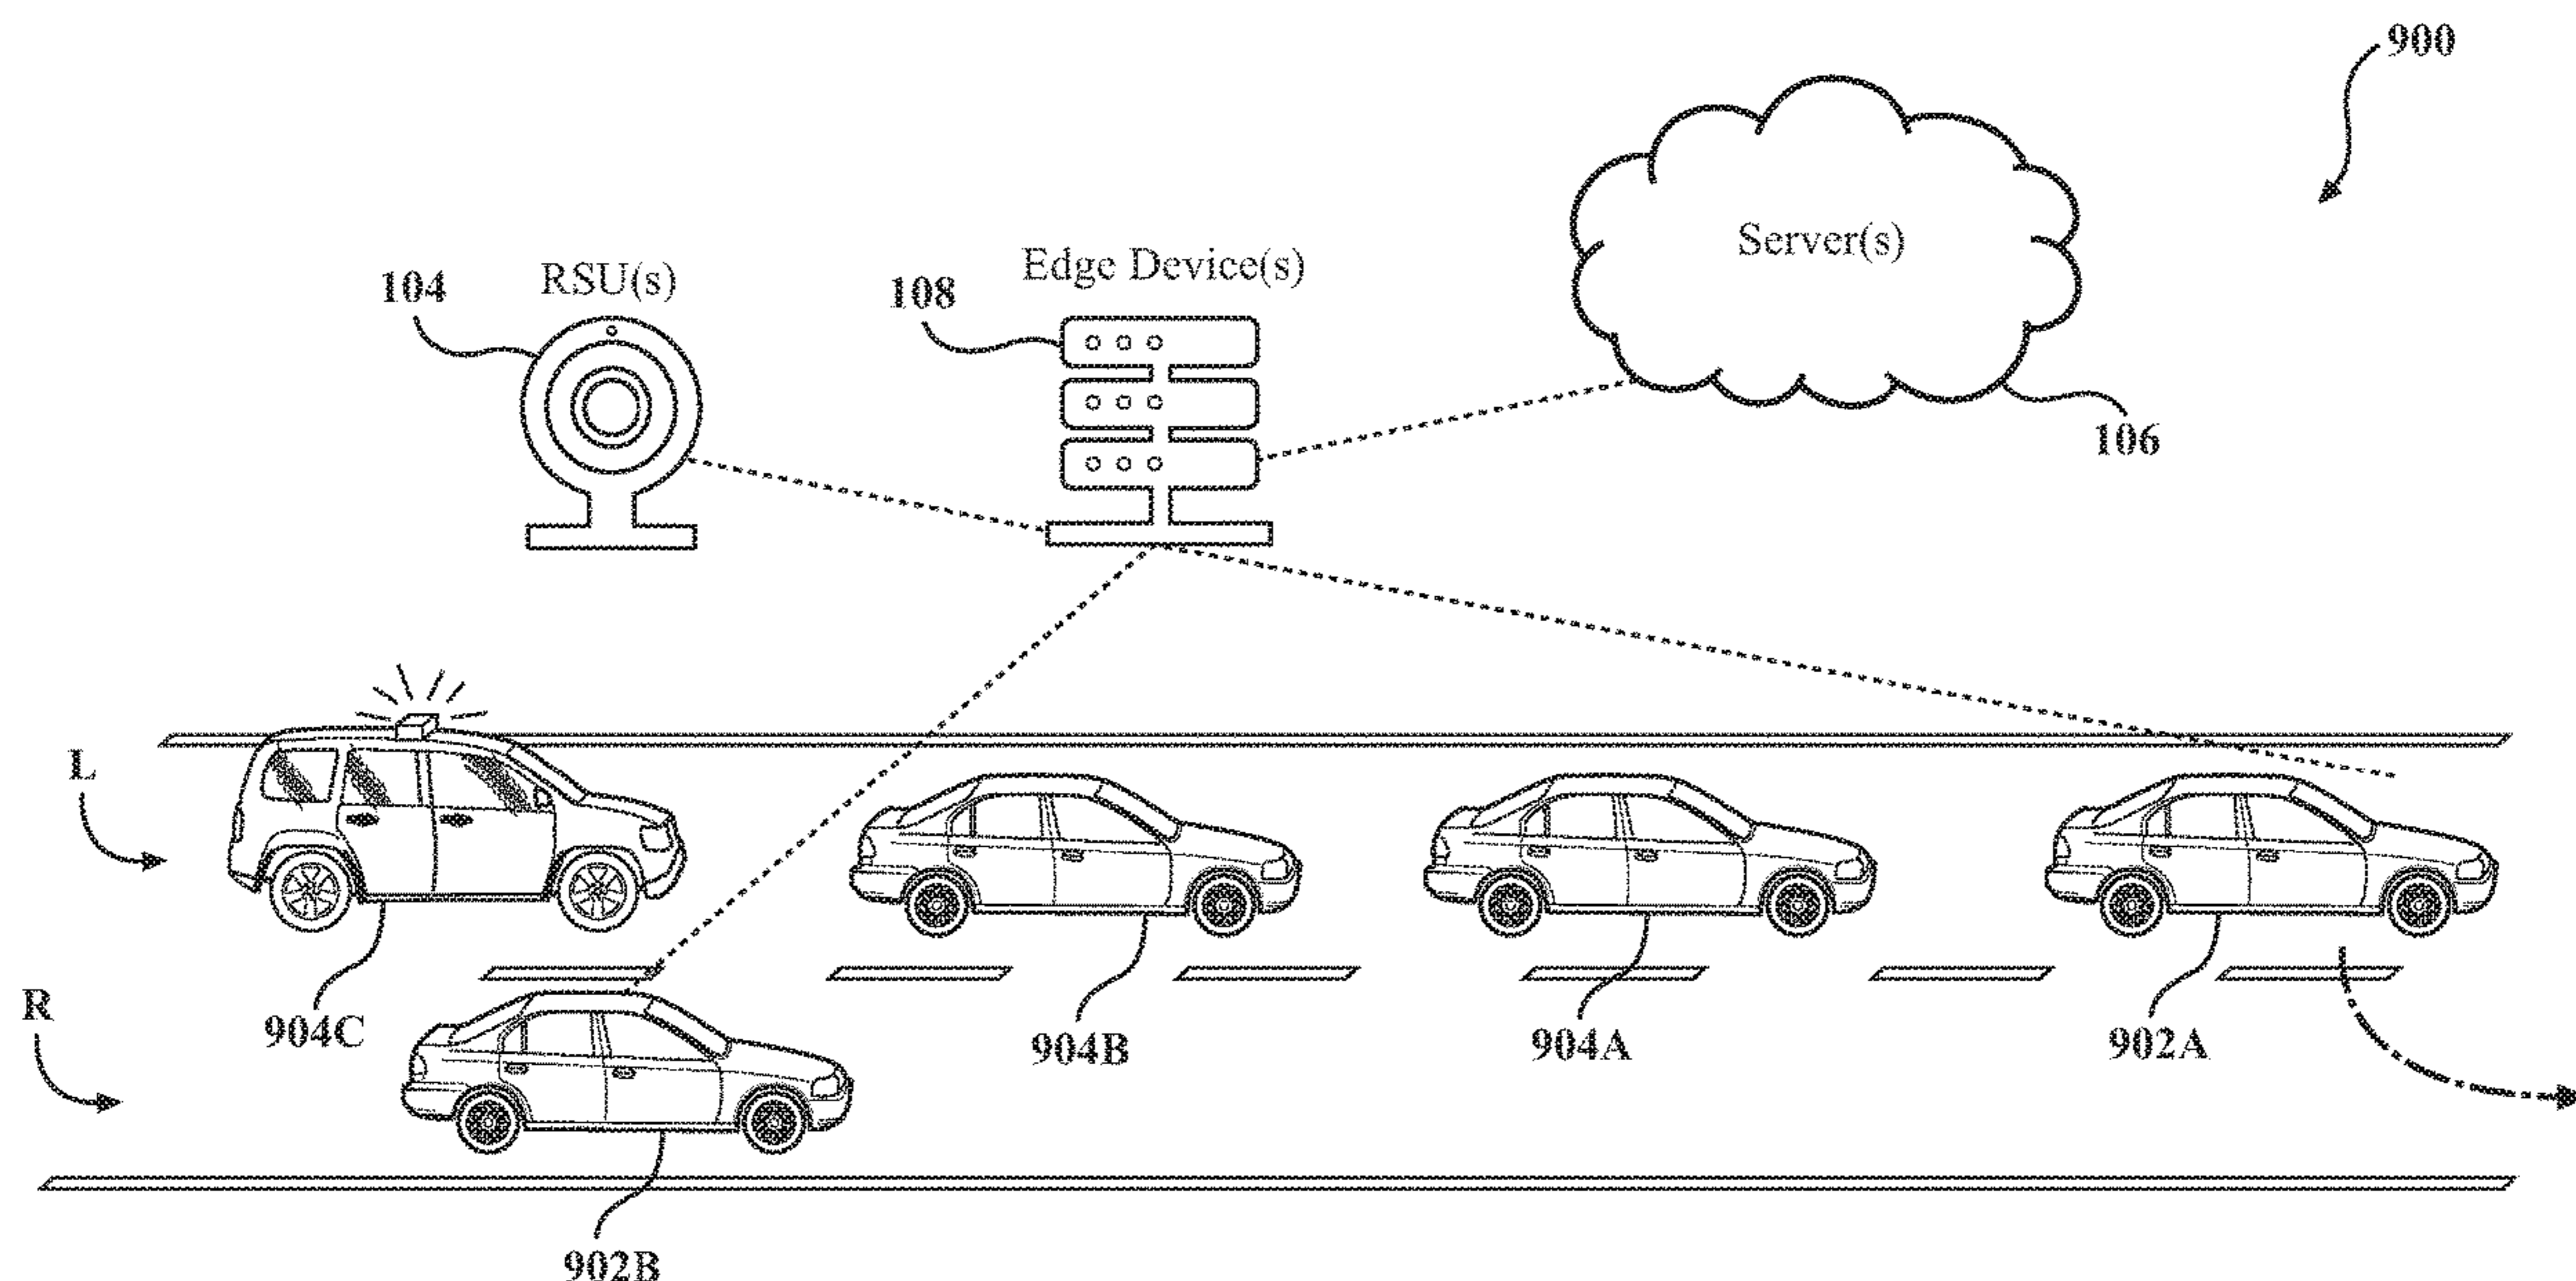 900
Server(s)
RSU(s)
Edge Device(s)
104
108
106
L
R
904C
904B
904A
902A
902B